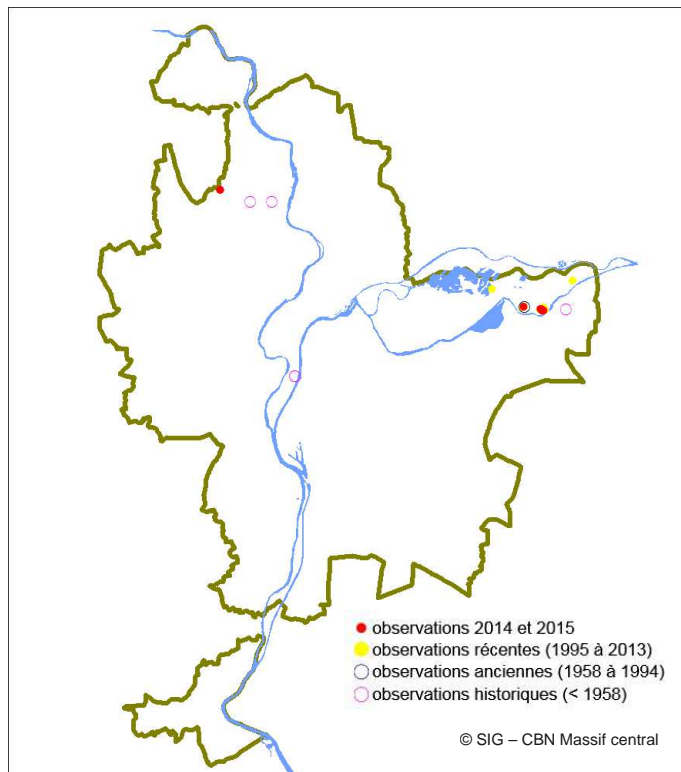 observations 2014 et 2015
observations récentes (1995 à 2013)
observations anciennes (1958 à 1994)
observations historiques (< 1958)
© SIG – CBN Massif central